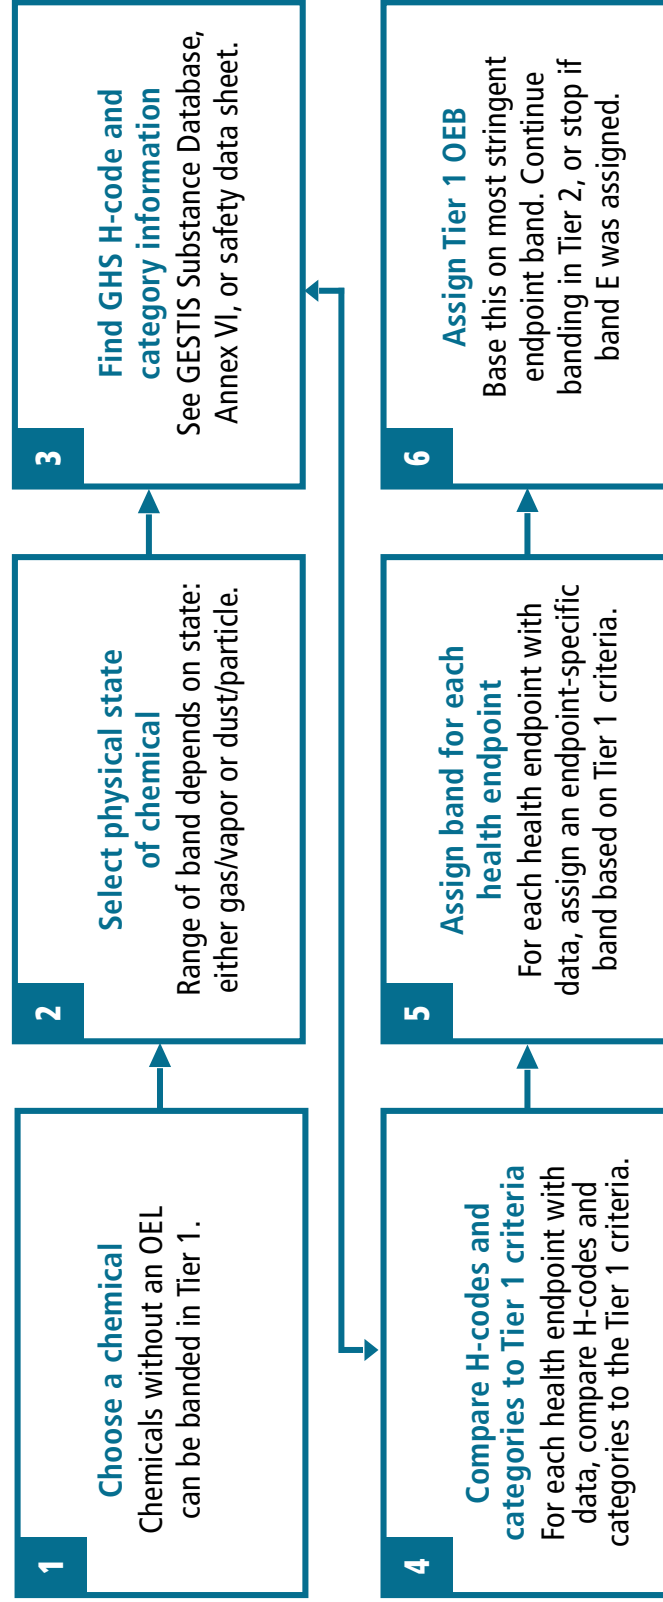 1
Choose a chemical
Chemicals without an OEL
can be banded in Tier 1.
2
Select physical state
of chemical
Range of band depends on state:
either gas/vapor or dust/particle.
3
Find GHS H-code and
category information
See GESTIS Substance Database,
Annex VI, or safety data sheet.
4
Compare H-codes and
categories to Tier 1 criteria
For each health endpoint with
data, compare H-codes and
categories to the Tier 1 criteria.
5
Assign band for each
health endpoint
For each health endpoint with
data, assign an endpoint-specific
band based on Tier 1 criteria.
6
Assign Tier 1 OEB
Base this on most stringent
endpoint band. Continue
banding in Tier 2, or stop if
band E was assigned.